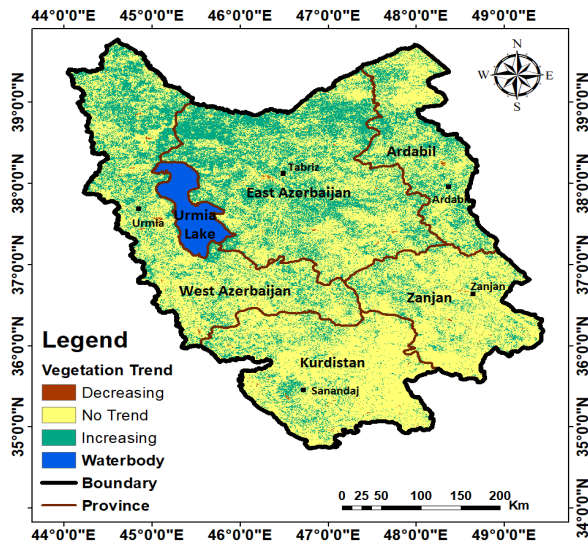 44°0'0"E 45°0'0"E 46°0'0"E 47°0'0"E 48°0'0"E 49°0'0"E
N
W E
S
39°0'0"N 39°0'0"N
Ardabil
Tabriz
38°0'0"N 38°0'0"N
East Azerbaijan
Ardabi
Urmia
Urmia
Lake
37°0'0"N 37°0'0"N
West Azerbaijan
Zanjan
Zanjan
Legend
36°0'0"N
Kurdistan
Vegetation Trend
Decreasing
Sanandaj
No Trend
35°0'0"N 35°0'0"N
Increasing
Waterbody
Boundary
Province
0 25 50 100 150 200
Km
36°0'0"N
34°0'0"N 34°0'0"N
44°0'0"E 45°0'0"E 46°0'0"E 47°0'0"E 48°0'0"E 49°0'0"E